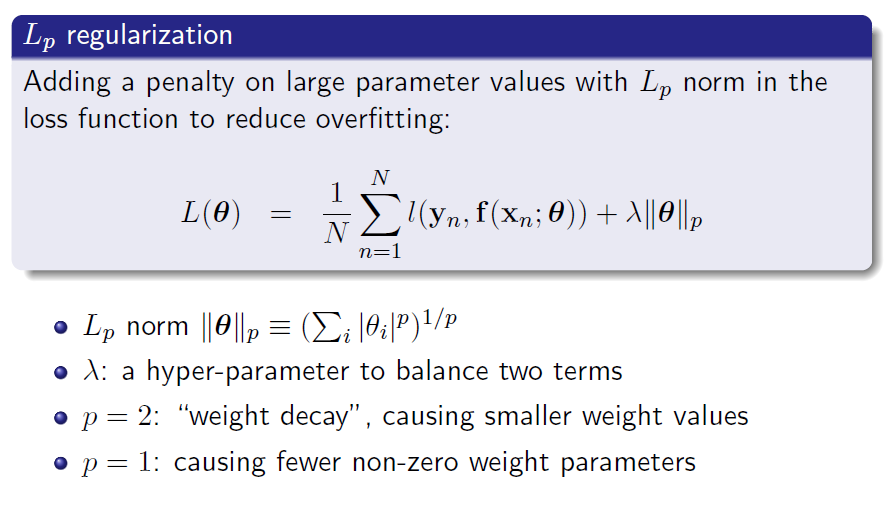 $L_p$ regularization
Adding a penalty on large parameter values with $L_p$ norm in the
loss function to reduce overfitting:
$L(\boldsymbol{\theta}) = \frac{1}{N} \sum_{n=1}^{N} l(\mathbf{y}_n, \mathbf{f}(\mathbf{x}_n; \boldsymbol{\theta})) + \lambda \|\boldsymbol{\theta}\|_p$
• $L_p$ norm $\|\boldsymbol{\theta}\|_p \equiv (\sum_i |\theta_i|^p)^{1/p}$
• $\lambda$: a hyper-parameter to balance two terms
• $p = 2$: “weight decay”, causing smaller weight values
• $p = 1$: causing fewer non-zero weight parameters